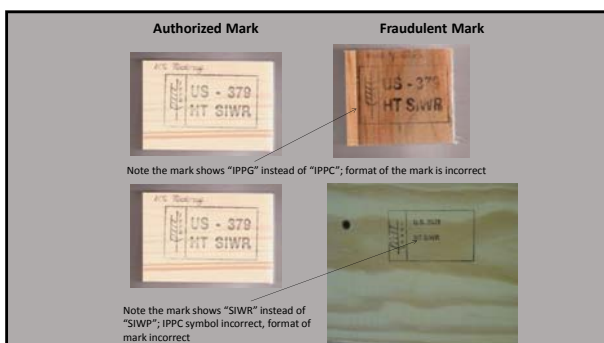 Authorized Mark
Fraudulent Mark
US - 379
HT SIWR
US - 379
HT SIWR
Note the mark shows “IPPG” instead of “IPPC”; format of the mark is incorrect
US - 379
HT SIWR
HT SIWR
Note the mark shows “SIWR” instead of
“SIWP”; IPPC symbol incorrect, format of
mark incorrect